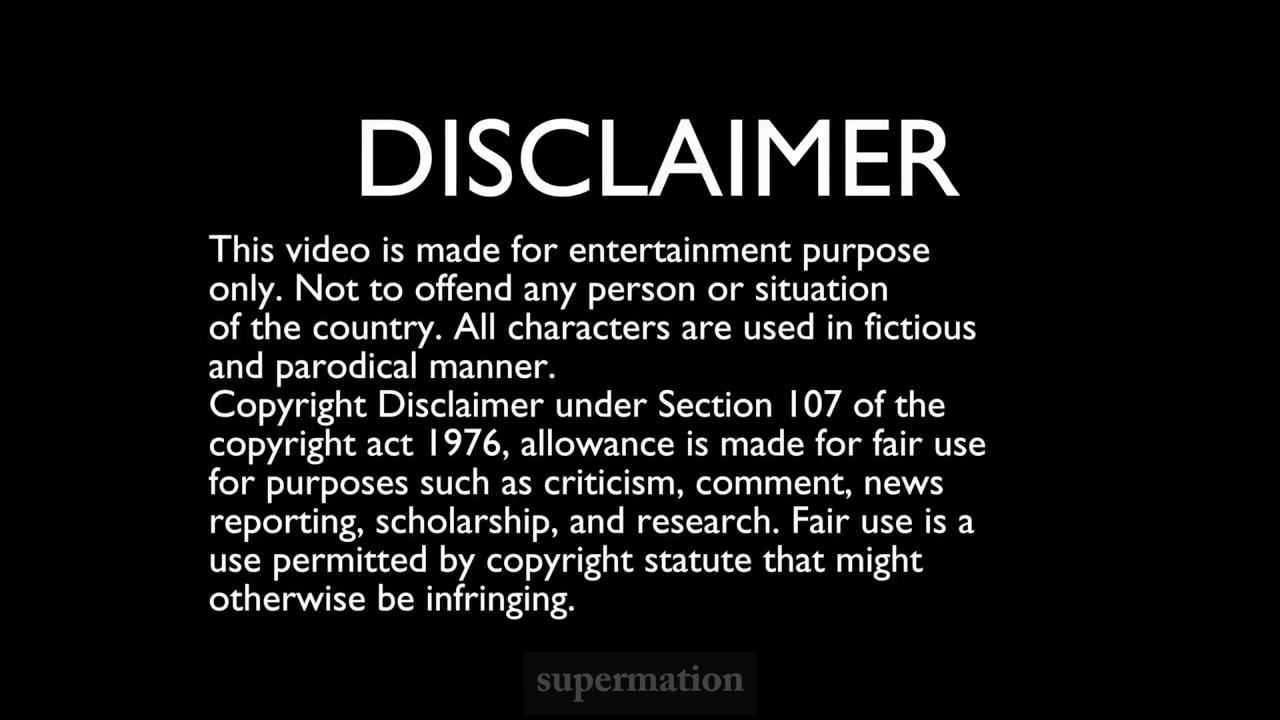 DISCLAIMER
This video is made for entertainment purpose
only. Not to offend any person or situation
of the country. All characters are used in fictious
and parodical manner.
Copyright Disclaimer under Section 107 of the
copyright act 1976, allowance is made for fair use
for purposes such as criticism, comment, news
reporting, scholarship, and research. Fair use is a
use permitted by copyright statute that might
otherwise be infringing.
supermation